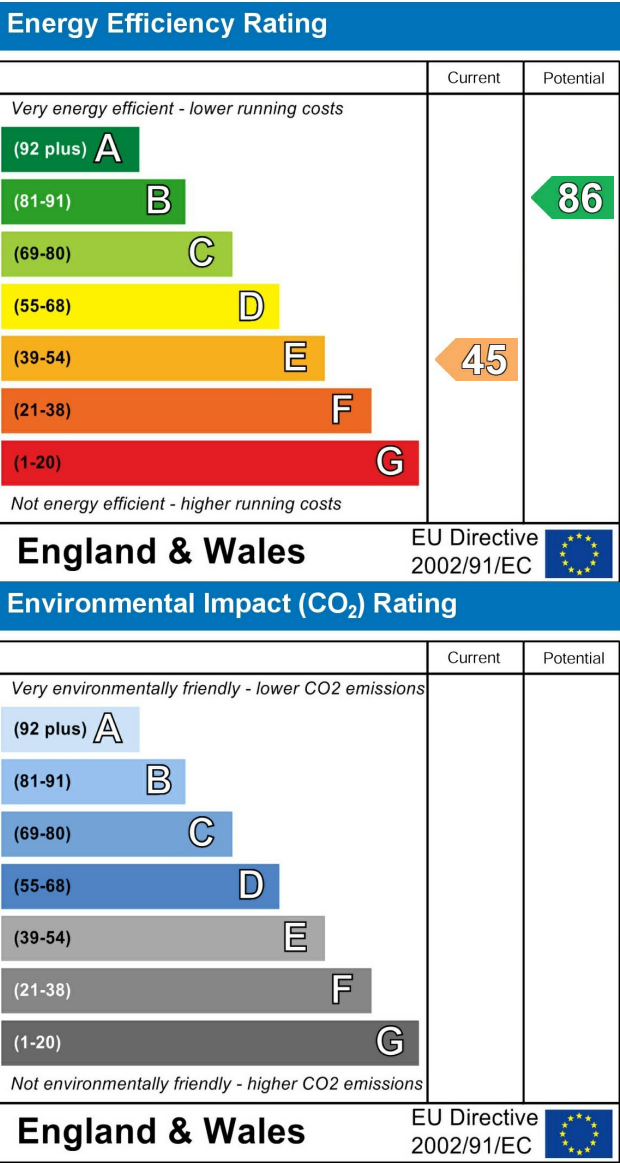 Energy Efficiency Rating
Current Potential
Very energy efficient - lower running costs
(92 plus) A
(81-91) B
86
(69-80) C
(55-68) D
(39-54) E
45
(21-38) F
(1-20) G
Not energy efficient - higher running costs
England & Wales
EU Directive
2002/91/EC
Environmental Impact (CO₂) Rating
Current Potential
Very environmentally friendly - lower CO2 emissions
(92 plus) A
(81-91) B
(69-80) C
(55-68) D
(39-54) E
(21-38) F
(1-20) G
Not environmentally friendly - higher CO2 emissions
England & Wales
EU Directive
2002/91/EC